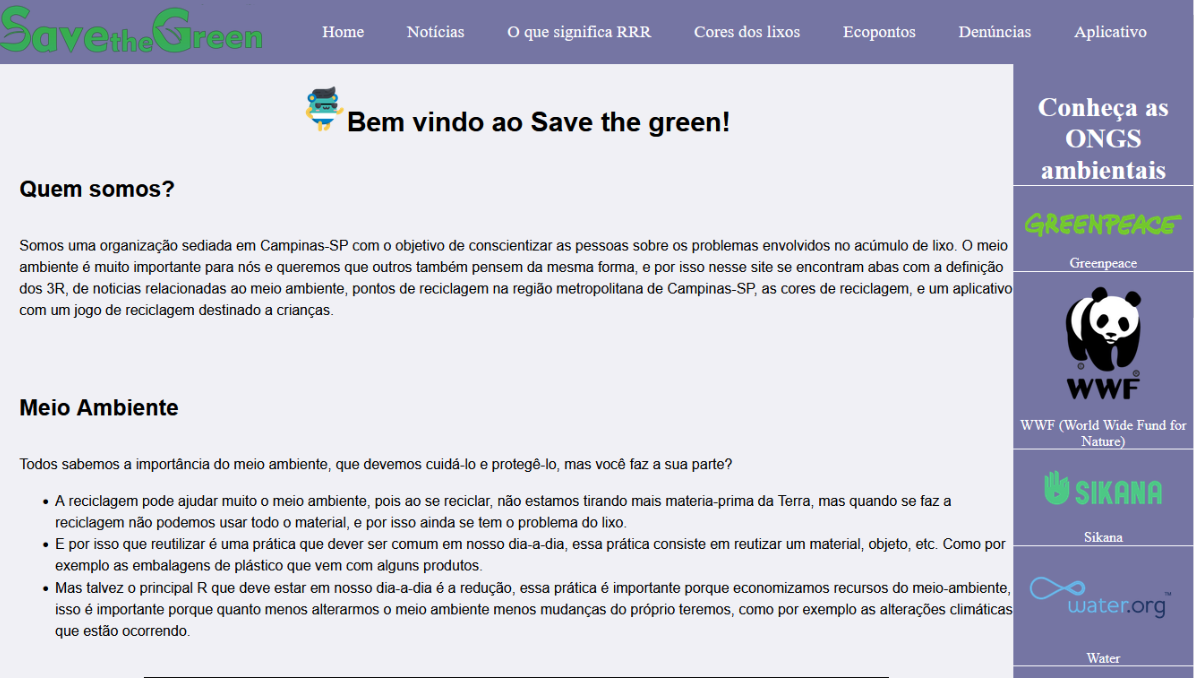 SavetheGreen
Home
Notícias
O que significa RRR
Cores dos lixos
Ecopontos
Denúncias
Aplicativo
Bem vindo ao Save the green!
Quem somos?
Somos uma organização sediada em Campinas-SP com o objetivo de conscientizar as pessoas sobre os problemas envolvidos no acúmulo de lixo. O meio
ambiente é muito importante para nós e queremos que outros também pensem da mesma forma, e por isso nesse site se encontram abas com a definição
dos 3R, de noticias relacionadas ao meio ambiente, pontos de reciclagem na região metropolitana de Campinas-SP, as cores de reciclagem, e um aplicativo
com um jogo de reciclagem destinado a crianças.
Meio Ambiente
Todos sabemos a importância do meio ambiente, que devemos cuidá-lo e protegê-lo, mas você faz a sua parte?
• A reciclagem pode ajudar muito o meio ambiente, pois ao se reciclar, não estamos tirando mais materia-prima da Terra, mas quando se faz a
reciclagem não podemos usar todo o material, e por isso ainda se tem o problema do lixo.
• E por isso que reutilizar é uma prática que dever ser comum em nosso dia-a-dia, essa prática consiste em reutizar um material, objeto, etc. Como por
exemplo as embalagens de plástico que vem com alguns produtos.
• Mas talvez o principal R que deve estar em nosso dia-a-dia é a redução, essa prática é importante porque economizamos recursos do meio-ambiente,
isso é importante porque quanto menos alterarmos o meio ambiente menos mudanças do próprio teremos, como por exemplo as alterações climáticas
que estão ocorrendo.
Conheça as
ONGS
ambientais
GREENPEACE
Greenpeace
WWF
WWF (World Wide Fund for
Nature)
SIKANA
Sikana
water.org™
Water